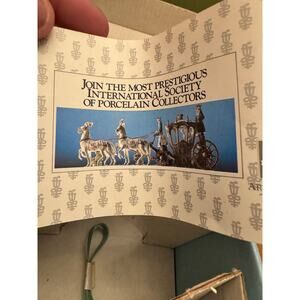 JOIN THE MOST PRESTIGIOUS
INTERNATIONAL SOCIETY
OF PORCELAIN COLLECTORS